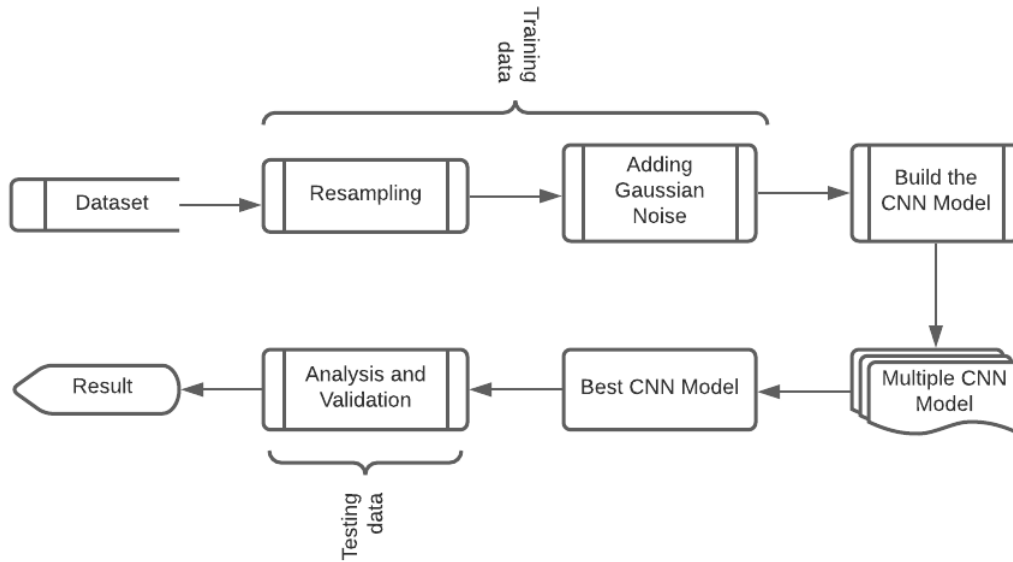 Training
data
Dataset
Resampling
Adding
Gaussian
Noise
Build the
CNN Model
Result
Analysis and
Validation
Best CNN Model
Multiple CNN
Model
Testing
data